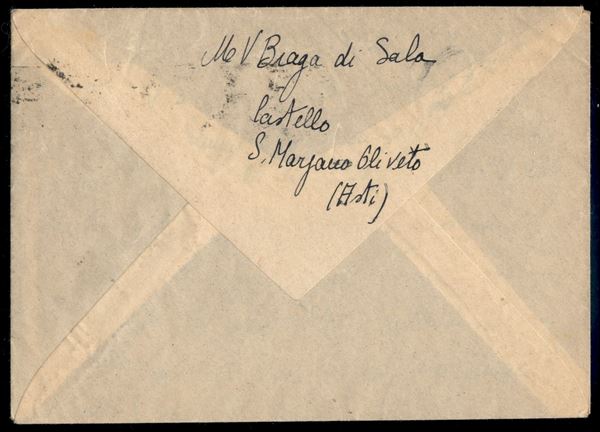 M V Braga di Sala
Castello
S. Marzano Oliveto
(Asti)